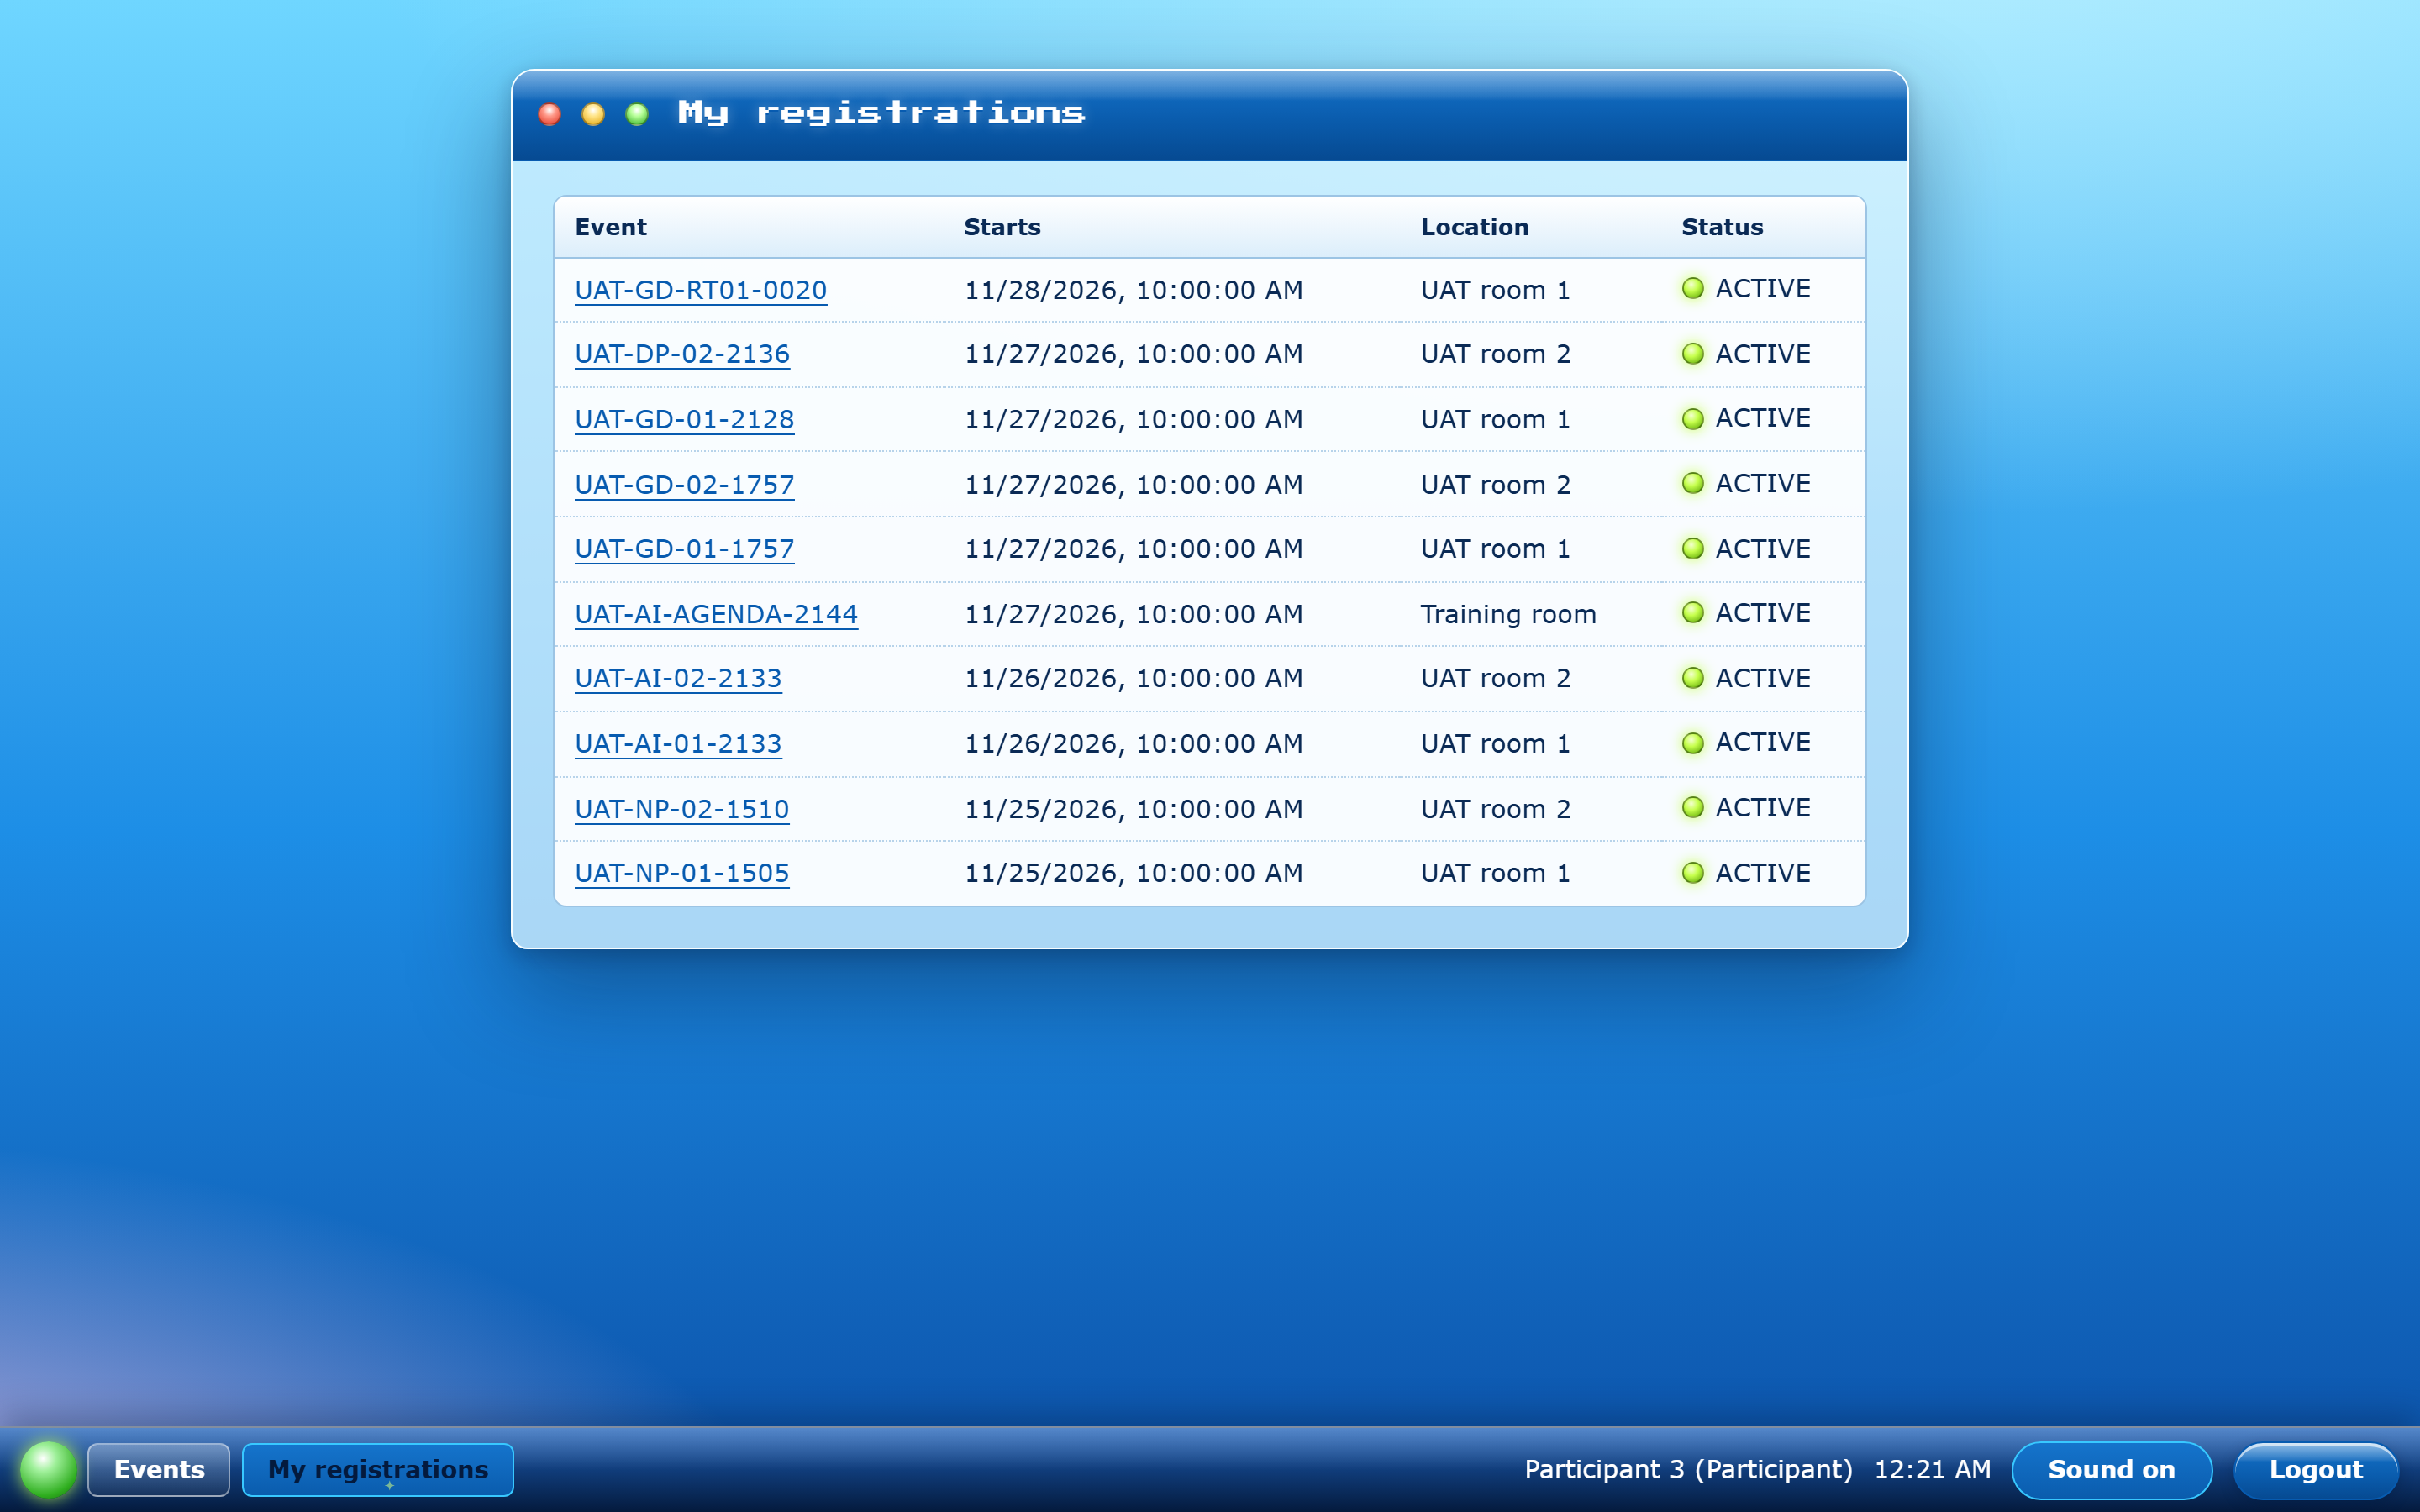 My registrations
Event Starts Location Status
UAT-GD-RT01-0020 11/28/2026, 10:00:00 AM UAT room 1 ACTIVE
UAT-DP-02-2136 11/27/2026, 10:00:00 AM UAT room 2 ACTIVE
UAT-GD-01-2128 11/27/2026, 10:00:00 AM UAT room 1 ACTIVE
UAT-GD-02-1757 11/27/2026, 10:00:00 AM UAT room 2 ACTIVE
UAT-GD-01-1757 11/27/2026, 10:00:00 AM UAT room 1 ACTIVE
UAT-AI-AGENDA-2144 11/27/2026, 10:00:00 AM Training room ACTIVE
UAT-AI-02-2133 11/26/2026, 10:00:00 AM UAT room 2 ACTIVE
UAT-AI-01-2133 11/26/2026, 10:00:00 AM UAT room 1 ACTIVE
UAT-NP-02-1510 11/25/2026, 10:00:00 AM UAT room 2 ACTIVE
UAT-NP-01-1505 11/25/2026, 10:00:00 AM UAT room 1 ACTIVE
Events My registrations Participant 3 (Participant) 12:21 AM Sound on Logout